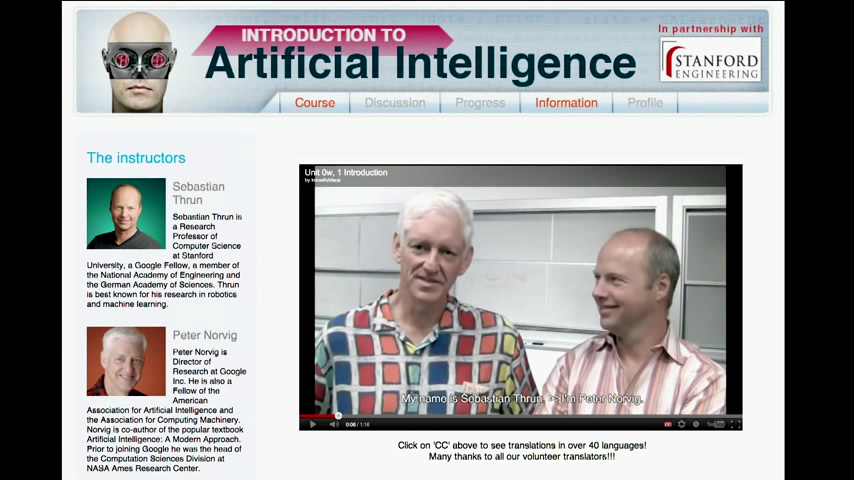 INTRODUCTION TO
Artificial Intelligence
In partnership with
STANFORD
ENGINEERING
Course
Discussion
Progress
Information
Profile
The instructors
Sebastian
Thrun
Sebastian Thrun is
a Research
Professor of
Computer Science
at Stanford
University, a Google Fellow, a member of
the National Academy of Engineering and
the German Academy of Sciences. Thrun
is best known for his research in robotics
and machine learning.
Peter Norvig
Peter Norvig is
Director of
Research at Google
Inc. He is also a
Fellow of the
American
Association for Artificial Intelligence and
the Association for Computing Machinery.
Norvig is co-author of the popular textbook
Artificial Intelligence: A Modern Approach.
Prior to joining Google he was the head of
the Computation Sciences Division at
NASA Ames Research Center.
Unit 0w, 1 Introduction
by knowitvideos
My name is Sebastian Thrun. >>I'm Peter Norvig.
0:06 / 1:16
Click on 'CC' above to see translations in over 40 languages!
Many thanks to all our volunteer translators!!!